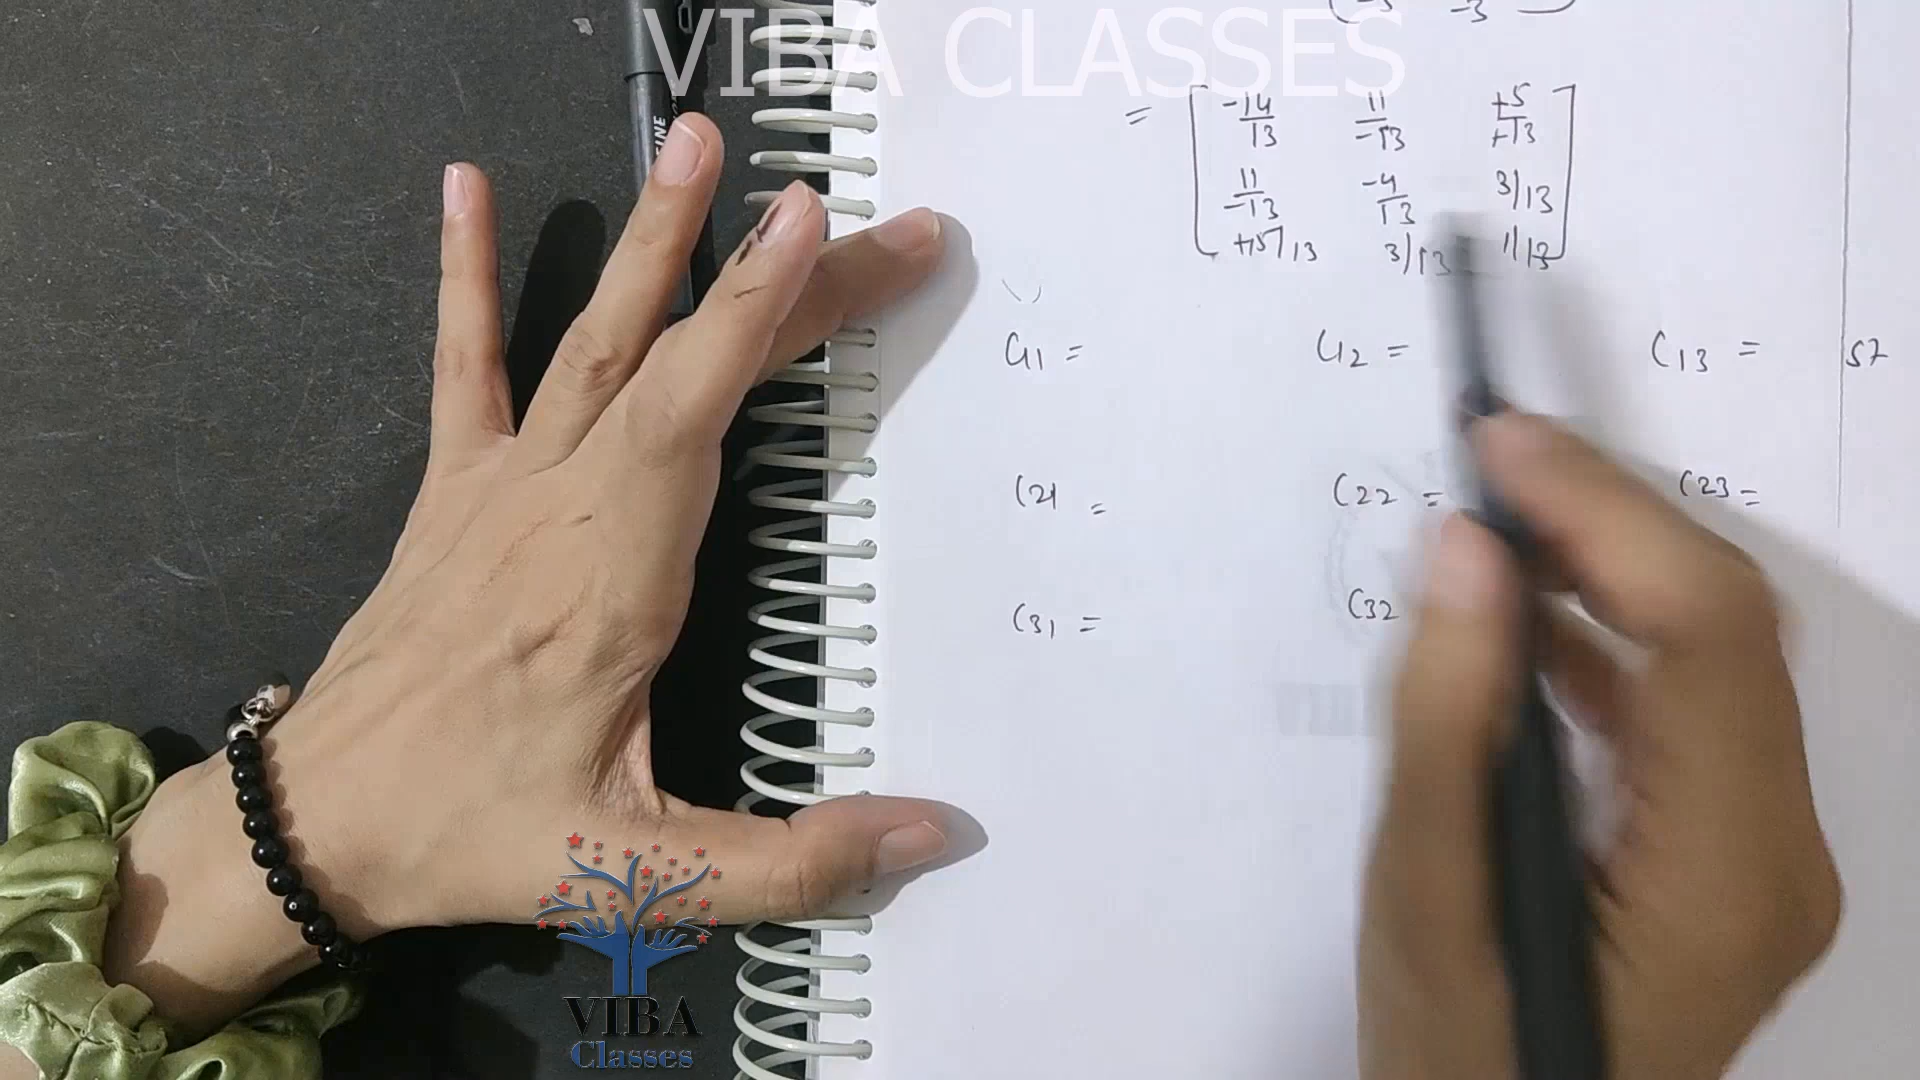 VIBA CLASSES
= -14/13 11/-13 +5/+13
11/-13 -4/13 3/13
+5/13 3/13 1/13
C11 = C12 = C13 = 57
C21 = C22 = C23 =
C31 = C32
VIBA
Classes